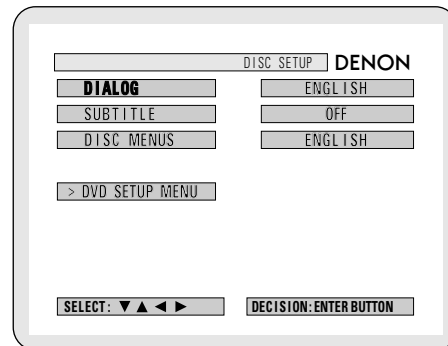 DISC SETUP DENON
DIALOG ENGLISH
SUBTITLE OFF
DISC MENUS ENGLISH
> DVD SETUP MENU
SELECT: ▼ ▲ ◄ ► DECISION: ENTER BUTTON